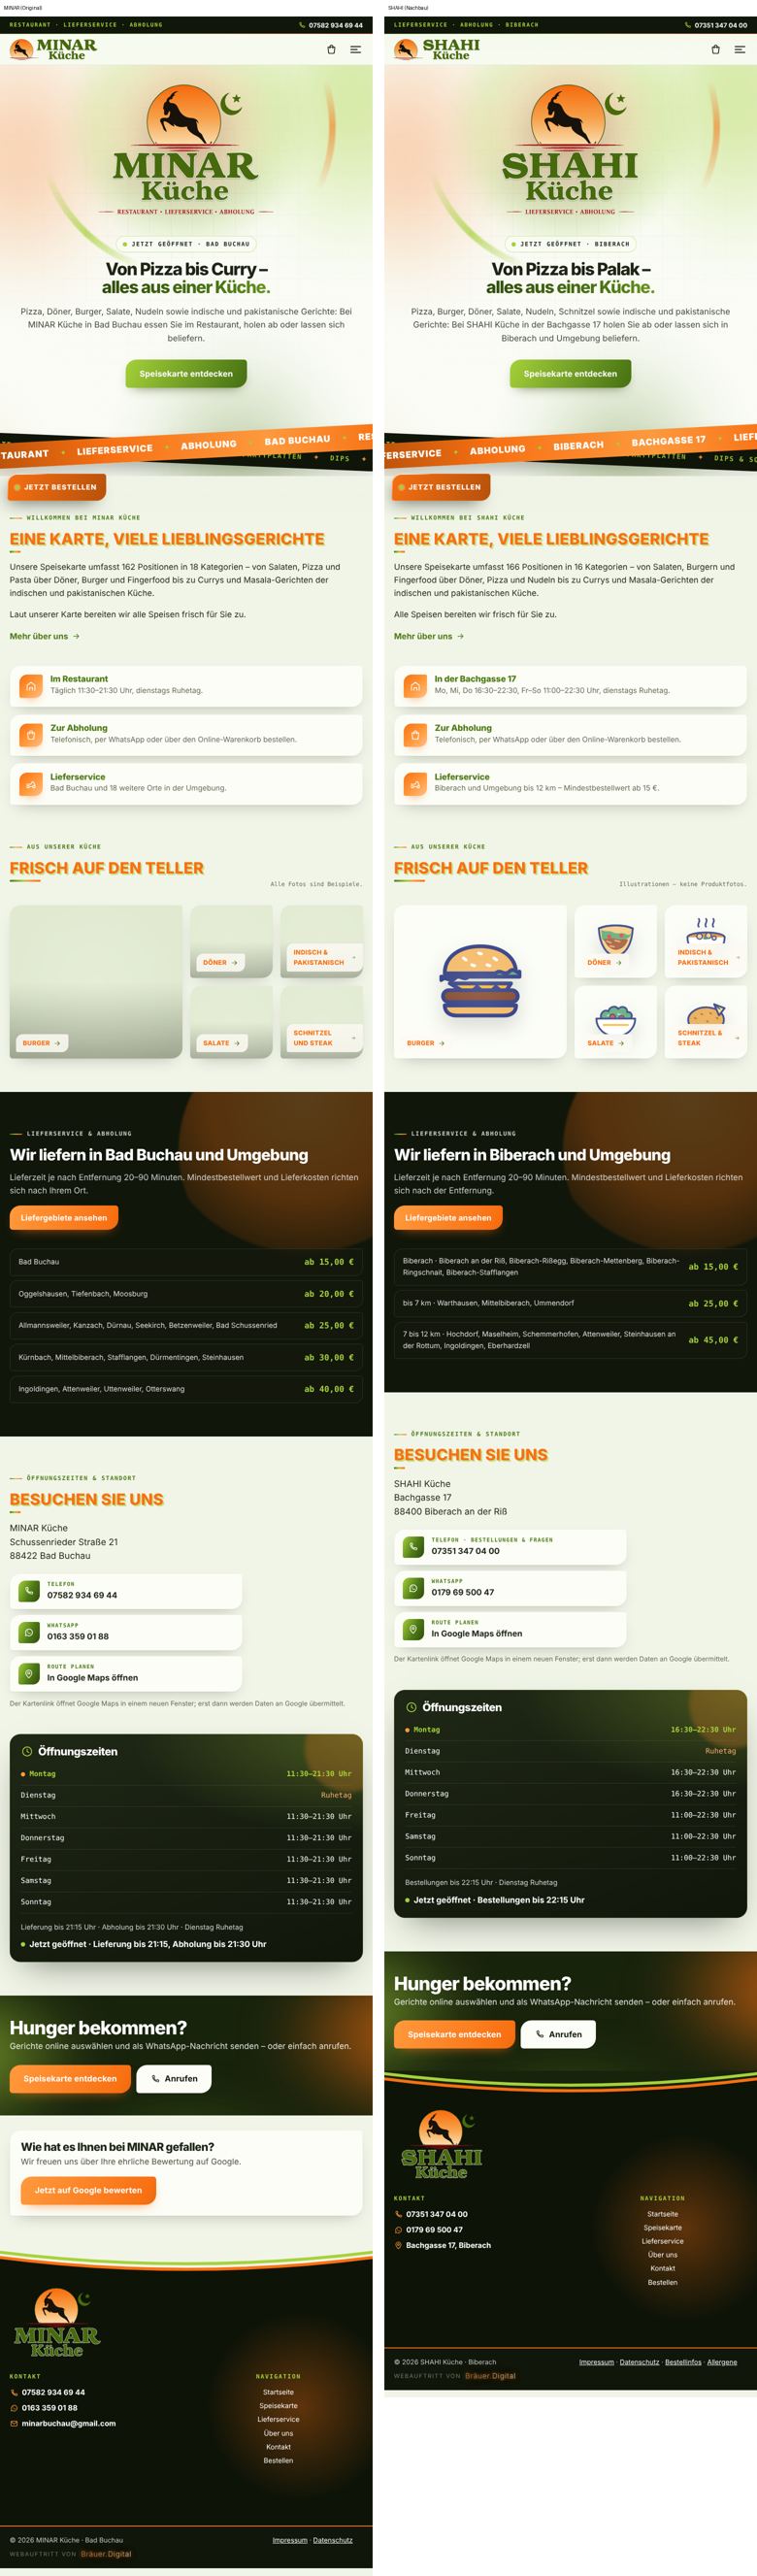 MINAR (Original)
RESTAURANT · LIEFERSERVICE · ABHOLUNG
07582 934 69 44
MINAR
Küche
MINAR
Küche
RESTAURANT • LIEFERSERVICE • ABHOLUNG
JETZT GEÖFFNET · BAD BUCHAU
Von Pizza bis Curry –
alles aus einer Küche.
Pizza, Döner, Burger, Salate, Nudeln sowie indische und pakistanische Gerichte: Bei
MINAR Küche in Bad Buchau essen Sie im Restaurant, holen ab oder lassen sich
beliefern.
Speisekarte entdecken
TAURANT LIEFERSERVICE ABHOLUNG BAD BUCHAU RE
DIPS
JETZT BESTELLEN
WILLKOMMEN BEI MINAR KÜCHE
EINE KARTE, VIELE LIEBLINGSGERICHTE
Unsere Speisekarte umfasst 162 Positionen in 18 Kategorien – von Salaten, Pizza und
Pasta über Döner, Burger und Fingerfood bis zu Currys und Masala-Gerichten der
indischen und pakistanischen Küche.
Laut unserer Karte bereiten wir alle Speisen frisch für Sie zu.
Mehr über uns →
Im Restaurant
Täglich 11:30–21:30 Uhr, dienstags Ruhetag.
Zur Abholung
Telefonisch, per WhatsApp oder über den Online-Warenkorb bestellen.
Lieferservice
Bad Buchau und 18 weitere Orte in der Umgebung.
AUS UNSERER KÜCHE
FRISCH AUF DEN TELLER
Alle Fotos sind Beispiele.
BURGER →
DÖNER →
INDISCH &
PAKISTANISCH →
SALATE →
SCHNITZEL
UND STEAK →
LIEFERSERVICE & ABHOLUNG
Wir liefern in Bad Buchau und Umgebung
Lieferzeit je nach Entfernung 20–90 Minuten. Mindestbestellwert und Lieferkosten richten
sich nach Ihrem Ort.
Liefergebiete ansehen
Bad Buchau ab 15,00 €
Oggelshausen, Tiefenbach, Moosburg ab 20,00 €
Allmannsweiler, Kanzach, Dürnau, Seekirch, Betzenweiler, Bad Schussenried ab 25,00 €
Kürnbach, Mittelbiberach, Stafflangen, Dürmentingen, Steinhausen ab 30,00 €
Ingoldingen, Attenweiler, Uttenweiler, Otterswang ab 40,00 €
ÖFFNUNGSZEITEN & STANDORT
BESUCHEN SIE UNS
MINAR Küche
Schussenrieder Straße 21
88422 Bad Buchau
TELEFON
07582 934 69 44
WHATSAPP
0163 359 01 88
ROUTE PLANEN
In Google Maps öffnen
Der Kartenlink öffnet Google Maps in einem neuen Fenster; erst dann werden Daten an Google übermittelt.
Öffnungszeiten
Montag 11:30–21:30 Uhr
Dienstag Ruhetag
Mittwoch 11:30–21:30 Uhr
Donnerstag 11:30–21:30 Uhr
Freitag 11:30–21:30 Uhr
Samstag 11:30–21:30 Uhr
Sonntag 11:30–21:30 Uhr
Lieferung bis 21:15 Uhr · Abholung bis 21:30 Uhr · Dienstag Ruhetag
Jetzt geöffnet · Lieferung bis 21:15, Abholung bis 21:30 Uhr
Hunger bekommen?
Gerichte online auswählen und als WhatsApp-Nachricht senden – oder einfach anrufen.
Speisekarte entdecken
Anrufen
Wie hat es Ihnen bei MINAR gefallen?
Wir freuen uns über Ihre ehrliche Bewertung auf Google.
Jetzt auf Google bewerten
MINAR
Küche
KONTAKT
07582 934 69 44
0163 359 01 88
minarbuchau@gmail.com
NAVIGATION
Startseite
Speisekarte
Lieferservice
Über uns
Kontakt
Bestellen
© 2026 MINAR Küche · Bad Buchau
Impressum · Datenschutz
WEBAUFTRITT VON Bräuer.Digital
SHAHI (Nachbau)
LIEFERSERVICE · ABHOLUNG · BIBERACH
07351 347 04 00
SHAHI
Küche
SHAHI
Küche
LIEFERSERVICE • ABHOLUNG
JETZT GEÖFFNET · BIBERACH
Von Pizza bis Palak –
alles aus einer Küche.
Pizza, Burger, Döner, Salate, Nudeln, Schnitzel sowie indische und pakistanische
Gerichte: Bei SHAHI Küche in der Bachgasse 17 holen Sie ab oder lassen sich in
Biberach und Umgebung beliefern.
Speisekarte entdecken
FERSERVICE ABHOLUNG BIBERACH BACHGASSE 17 LIEF
DIPS & SO
JETZT BESTELLEN
WILLKOMMEN BEI SHAHI KÜCHE
EINE KARTE, VIELE LIEBLINGSGERICHTE
Unsere Speisekarte umfasst 166 Positionen in 16 Kategorien – von Salaten, Burgern und
Fingerfood über Döner, Pizza und Nudeln bis zu Currys und Masala-Gerichten der
indischen und pakistanischen Küche.
Alle Speisen bereiten wir frisch für Sie zu.
Mehr über uns →
In der Bachgasse 17
Mo, Mi, Do 16:30–22:30, Fr–So 11:00–22:30 Uhr, dienstags Ruhetag.
Zur Abholung
Telefonisch, per WhatsApp oder über den Online-Warenkorb bestellen.
Lieferservice
Biberach und Umgebung bis 12 km – Mindestbestellwert ab 15 €.
AUS UNSERER KÜCHE
FRISCH AUF DEN TELLER
Illustrationen – keine Produktfotos.
BURGER →
DÖNER →
INDISCH &
PAKISTANISCH →
SALATE →
SCHNITZEL &
STEAK →
LIEFERSERVICE & ABHOLUNG
Wir liefern in Biberach und Umgebung
Lieferzeit je nach Entfernung 20–90 Minuten. Mindestbestellwert und Lieferkosten richten
sich nach der Entfernung.
Liefergebiete ansehen
Biberach · Biberach an der Riß, Biberach-Rißegg, Biberach-Mettenberg, Biberach-
Ringschnait, Biberach-Stafflangen ab 15,00 €
bis 7 km · Warthausen, Mittelbiberach, Ummendorf ab 25,00 €
7 bis 12 km · Hochdorf, Maselheim, Schemmerhofen, Attenweiler, Steinhausen an
der Rottum, Ingoldingen, Eberhardzell ab 45,00 €
ÖFFNUNGSZEITEN & STANDORT
BESUCHEN SIE UNS
SHAHI Küche
Bachgasse 17
88400 Biberach an der Riß
TELEFON · BESTELLUNGEN & FRAGEN
07351 347 04 00
WHATSAPP
0179 69 500 47
ROUTE PLANEN
In Google Maps öffnen
Der Kartenlink öffnet Google Maps in einem neuen Fenster; erst dann werden Daten an Google übermittelt.
Öffnungszeiten
Montag 16:30–22:30 Uhr
Dienstag Ruhetag
Mittwoch 16:30–22:30 Uhr
Donnerstag 16:30–22:30 Uhr
Freitag 11:00–22:30 Uhr
Samstag 11:00–22:30 Uhr
Sonntag 11:00–22:30 Uhr
Bestellungen bis 22:15 Uhr · Dienstag Ruhetag
Jetzt geöffnet · Bestellungen bis 22:15 Uhr
Hunger bekommen?
Gerichte online auswählen und als WhatsApp-Nachricht senden – oder einfach anrufen.
Speisekarte entdecken
Anrufen
SHAHI
Küche
KONTAKT
07351 347 04 00
0179 69 500 47
Bachgasse 17, Biberach
NAVIGATION
Startseite
Speisekarte
Lieferservice
Über uns
Kontakt
Bestellen
© 2026 SHAHI Küche · Biberach
Impressum · Datenschutz · Bestellinfos · Allergene
WEBAUFTRITT VON Bräuer.Digital